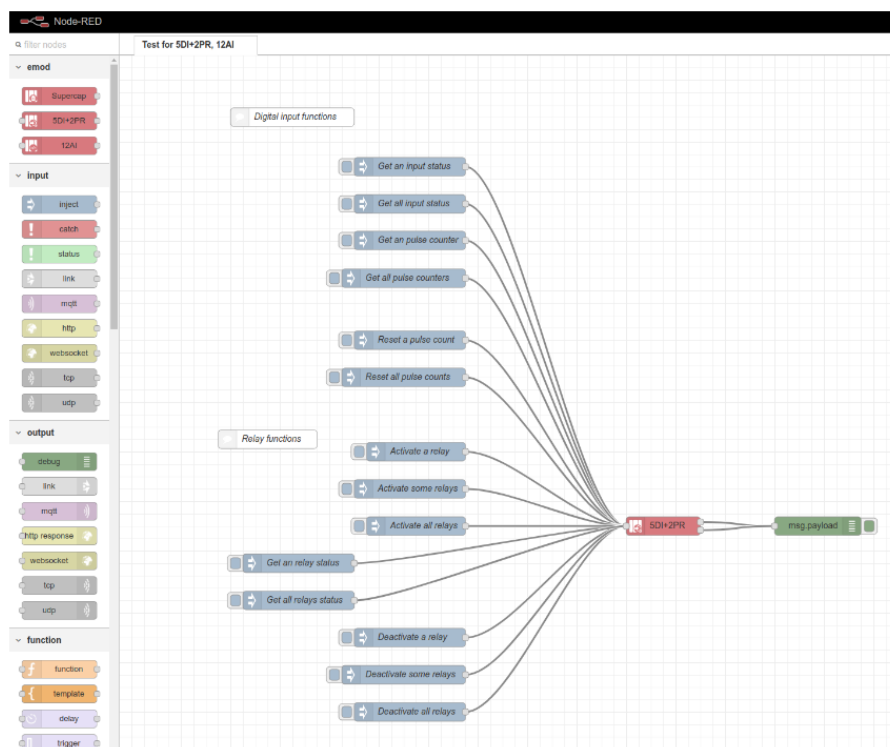 Node-RED
filter nodes
Test for 5DI+2PR, 12AI
emod
Supercap
5DI+2PR
12AI
input
inject
catch
status
link
mqtt
http
websocket
tcp
udp
output
debug
link
mqtt
http response
websocket
tcp
udp
function
function
template
delay
trigger
Digital input functions
Get an input status
Get all input status
Get an pulse counter
Get all pulse counters
Reset a pulse count
Reset all pulse counts
Relay functions
Activate a relay
Activate some relays
Activate all relays
Get an relay status
Get all relays status
Deactivate a relay
Deactivate some relays
Deactivate all relays
5DI+2PR
msg.payload